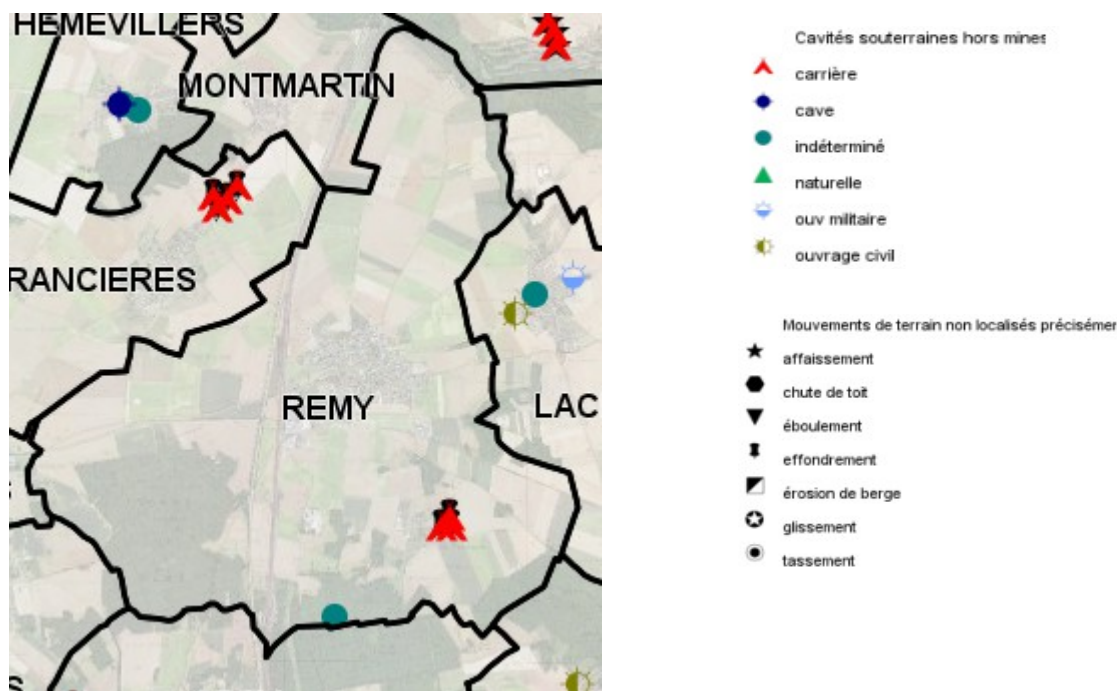 HEMEVILLERS
MONTMARTIN
RANCIERES
REMY
LAC
S
Cavités souterraines hors mines
carrière
cave
indéterminé
naturelle
ouv militaire
ouvrage civil
Mouvements de terrain non localisés précisémer
affaissement
chute de toit
éboulement
effondrement
érosion de berge
glissement
tassement